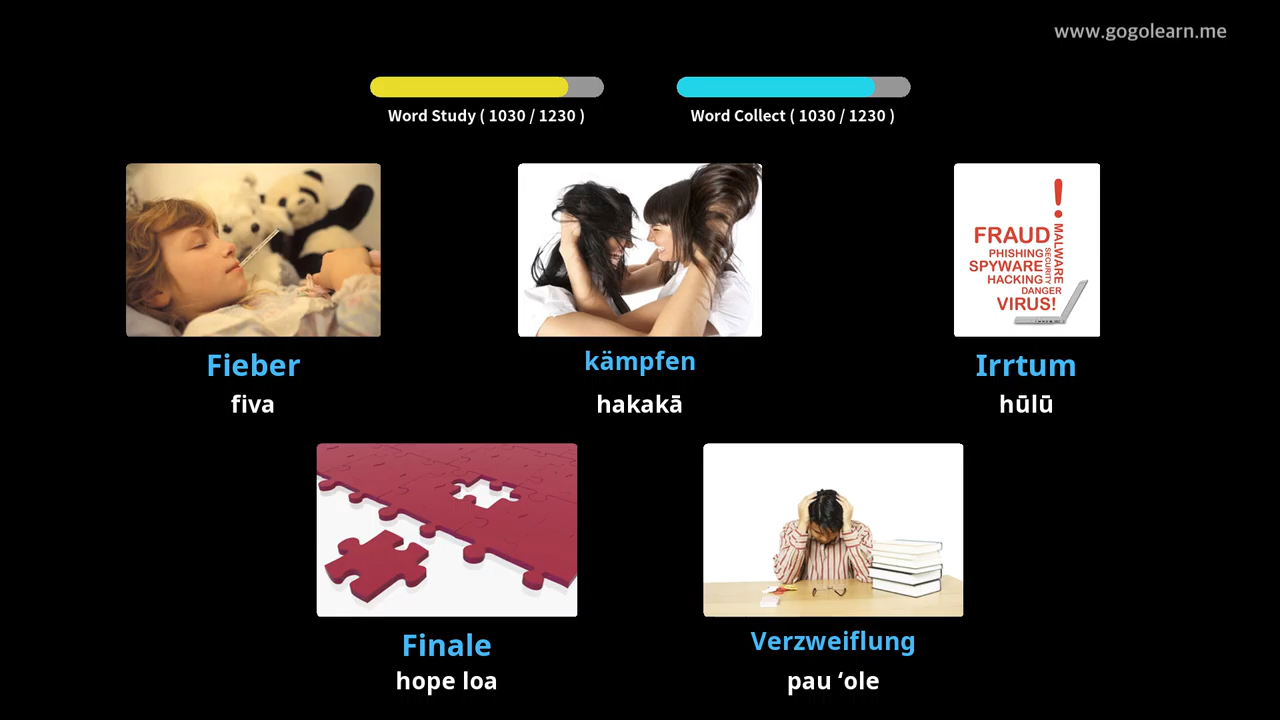 www.gogolearn.me
Word Study ( 1030 / 1230 )
Word Collect ( 1030 / 1230 )
!
FRAUD
MALWARE
PHISHING
SECURITY
SPYWARE
HACKING
DANGER
VIRUS!
Fieber
kämpfen
Irrtum
fiva
hakakā
hūlū
Finale
Verzweiflung
hope loa
pau ʻole